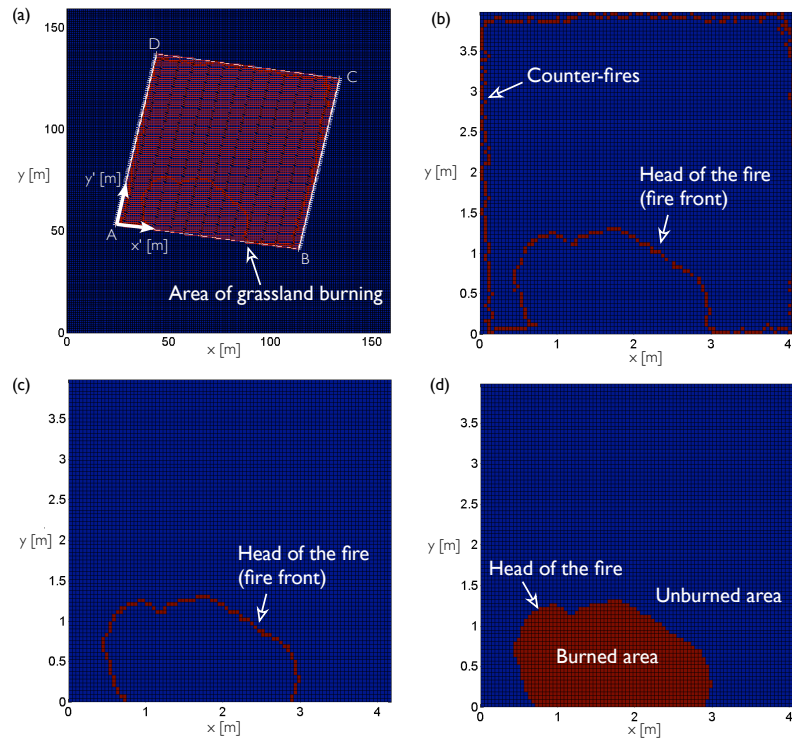 (a)
150
100
y [m]
50
0
0
50
100
150
x [m]
D
C
y' [m]
A
x' [m]
B
Area of grassland burning
(b)
3.5
3
2.5
2
y [m]
1.5
1
0.5
0
0
1
2
3
4
x [m]
Counter-fires
Head of the fire
(fire front)
(c)
3.5
3
2.5
2
y [m]
1.5
1
0.5
0
0
1
2
3
4
x [m]
Head of the fire
(fire front)
(d)
3.5
3
2.5
2
y [m]
1.5
1
0.5
0
0
1
2
3
4
x [m]
Head of the fire
Unburned area
Burned area